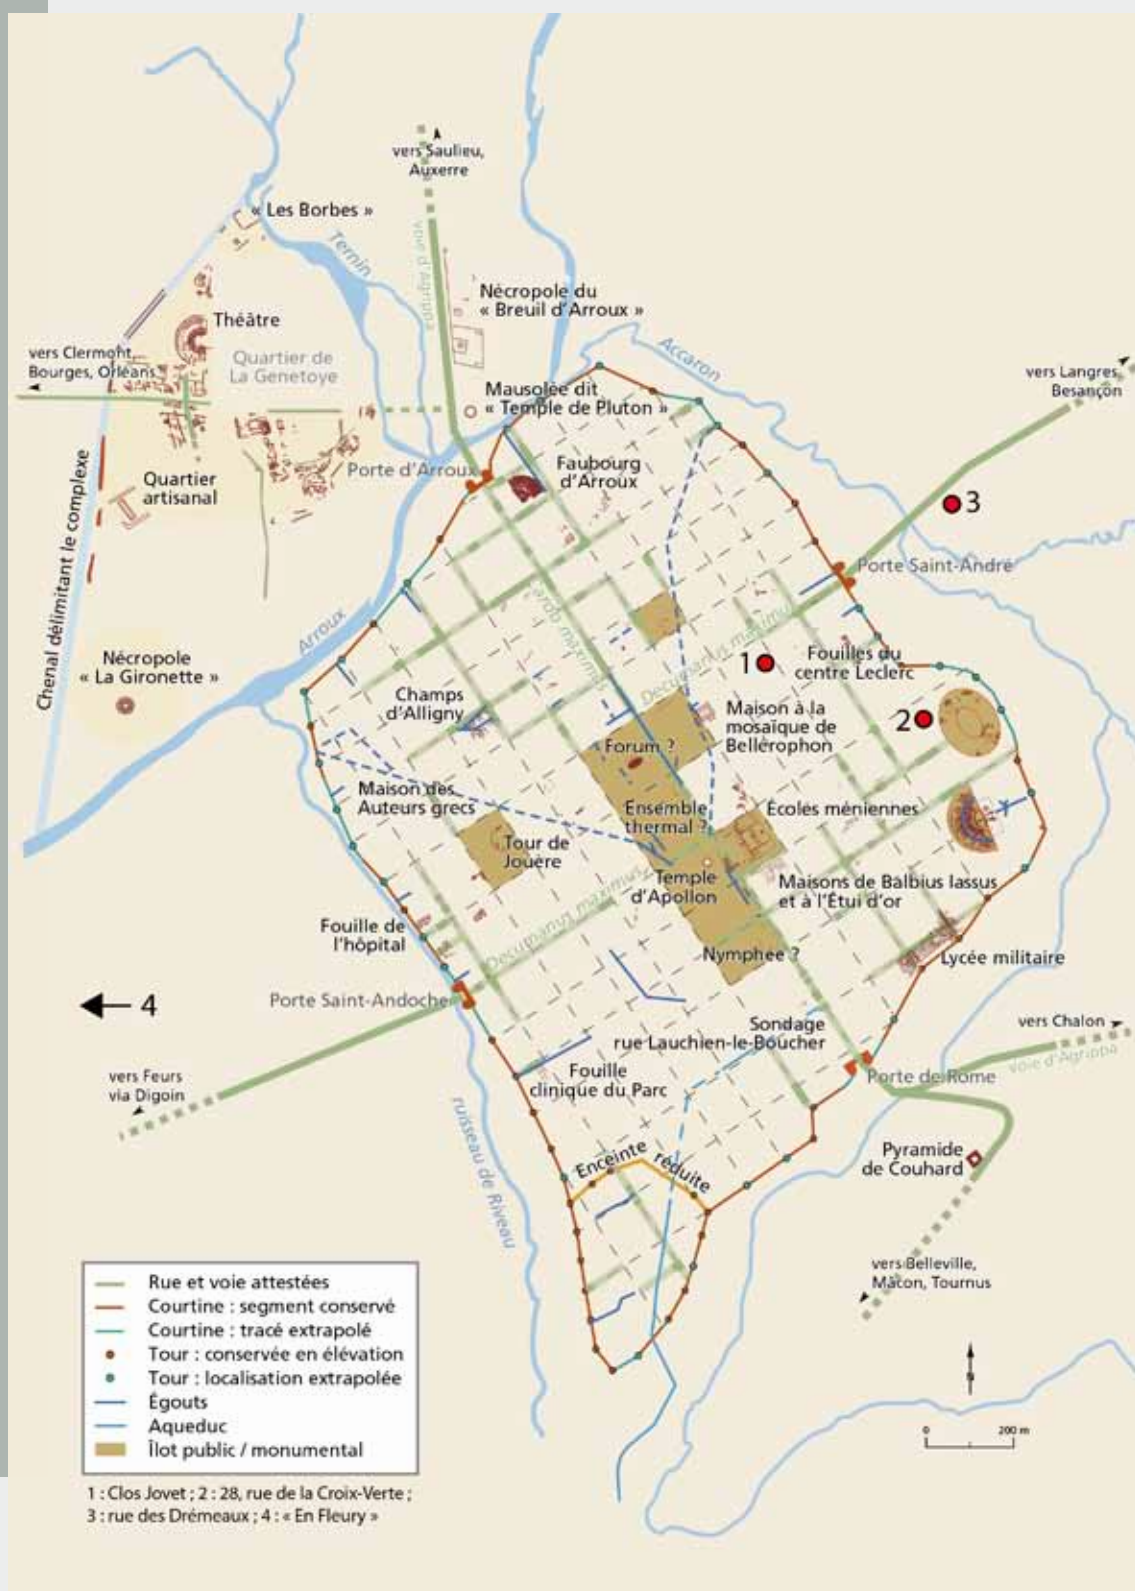 vers Saulieu,
Auxerre
« Les Borbes »
Ternin
voie d'Agrippa
Nécropole du
« Breuil d'Arroux »
Théâtre
Accaron
vers Clermont,
Bourges, Orléans
Quartier de
La Genetoye
vers Langres,
Besançon
Mausolée dit
« Temple de Pluton »
Porte d'Arroux
Faubourg
d'Arroux
Quartier
artisanal
3
Chenal délimitant le complexe
Porte Saint-André
Cardo maximus
Arroux
Decumanus maximus
Nécropole
« La Gironette »
1
Fouilles du
centre Leclerc
Champs
d'Alligny
Maison à la
mosaïque de
Bellérophon
2
Forum ?
Maison des
Auteurs grecs
Ensemble
thermal ?
Écoles méniennes
Tour de
Jouère
Temple
d'Apollon
Maisons de Balbius Iassus
et à l'Étui d'or
Decumanus maximus
Fouille de
l'hôpital
Nymphée ?
Lycée militaire
Porte Saint-Andoche
4
Sondage
rue Lauchien-le-Boucher
vers Chalon
voie d'Agrippa
vers Feurs
via Digoin
Fouille
clinique du Parc
Porte de Rome
ruisseau de Riveau
Enceinte réduite
Pyramide
de Couhard
vers Belleville,
Mâcon, Tournus
Rue et voie attestées
Courtine : segment conservé
Courtine : tracé extrapolé
Tour : conservée en élévation
Tour : localisation extrapolée
Égouts
Aqueduc
Îlot public / monumental
N
0 200 m
1 : Clos Jovet ; 2 : 28, rue de la Croix-Verte ;
3 : rue des Drémeaux ; 4 : « En Fleury »